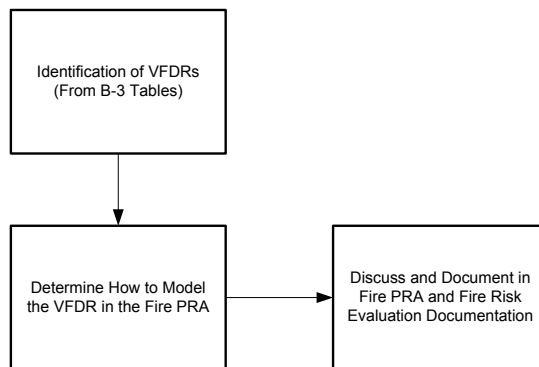 Identification of VFDRs
(From B-3 Tables)
Determine How to Model
the VFDR in the Fire PRA
Discuss and Document in
Fire PRA and Fire Risk
Evaluation Documentation